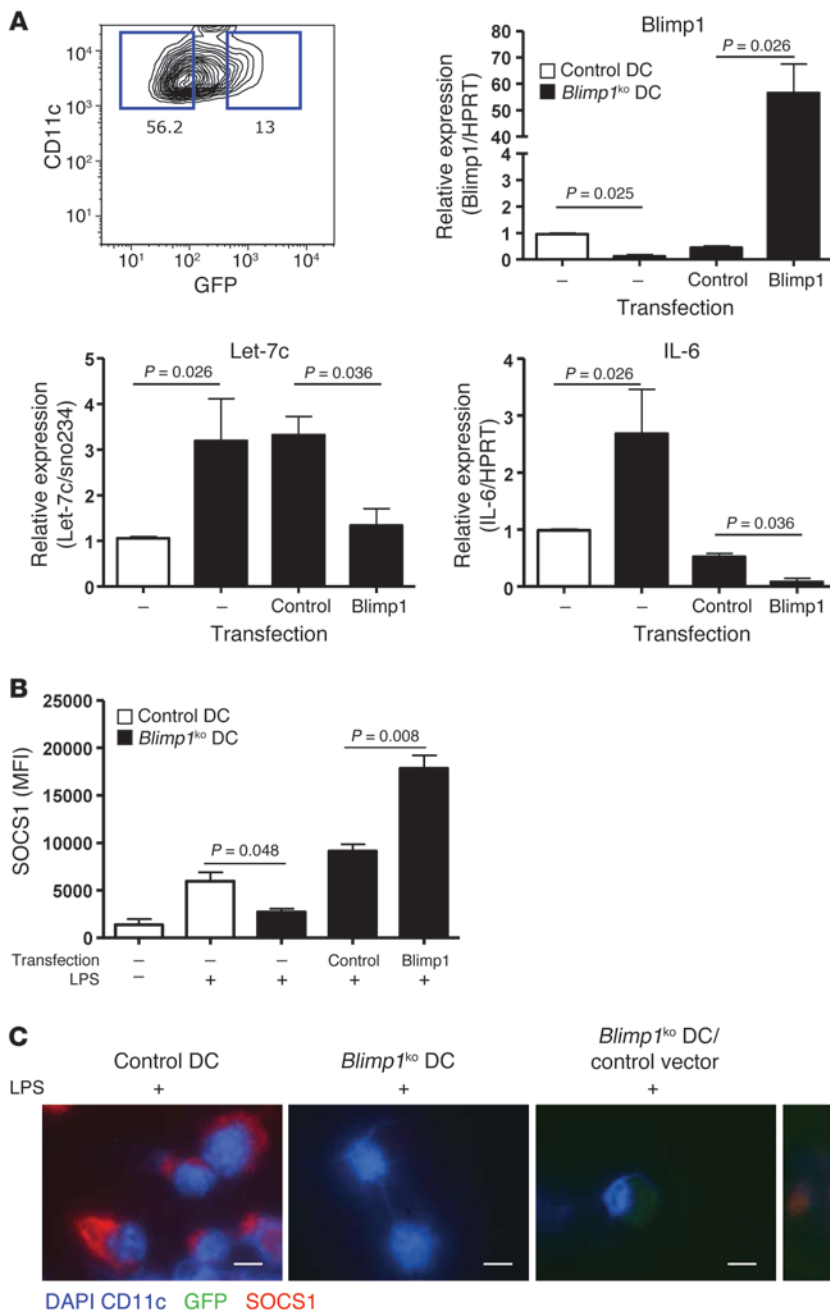 A
CD11c
10⁴
10³
10²
10¹
56.2 13
10¹ 10² 10³ 10⁴
GFP
Blimp1
Relative expression
(Blimp1/HPRT)
80
70
60
50
40
30
20
4
2
1
0
Control DC
Blimp1ᵏᵒ DC
P = 0.026
P = 0.025
– – Control Blimp1
Transfection
Let-7c
Relative expression
(Let-7c/sno234)
5
4
3
2
1
0
P = 0.026 P = 0.036
– – Control Blimp1
Transfection
IL-6
Relative expression
(IL-6/HPRT)
4
3
2
1
0
P = 0.026
P = 0.036
– – Control Blimp1
Transfection
B
SOCS1 (MFI)
25000
20000
15000
10000
5000
0
Control DC
Blimp1ᵏᵒ DC
P = 0.008
P = 0.048
Transfection – – – Control Blimp1
LPS – + + + +
C
Control DC
Blimp1ᵏᵒ DC
Blimp1ᵏᵒ DC/
control vector
LPS + + +
DAPI CD11c GFP SOCS1